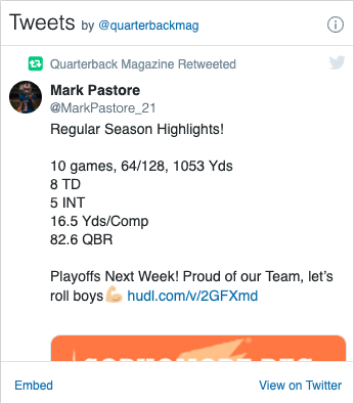 Tweets by @quarterbackmag
Quarterback Magazine Retweeted
Mark Pastore
@MarkPastore_21
Regular Season Highlights!
10 games, 64/128, 1053 Yds
8 TD
5 INT
16.5 Yds/Comp
82.6 QBR
Playoffs Next Week! Proud of our Team, let's
roll boys💪🏼 hudl.com/v/2GFXmd
Embed
View on Twitter